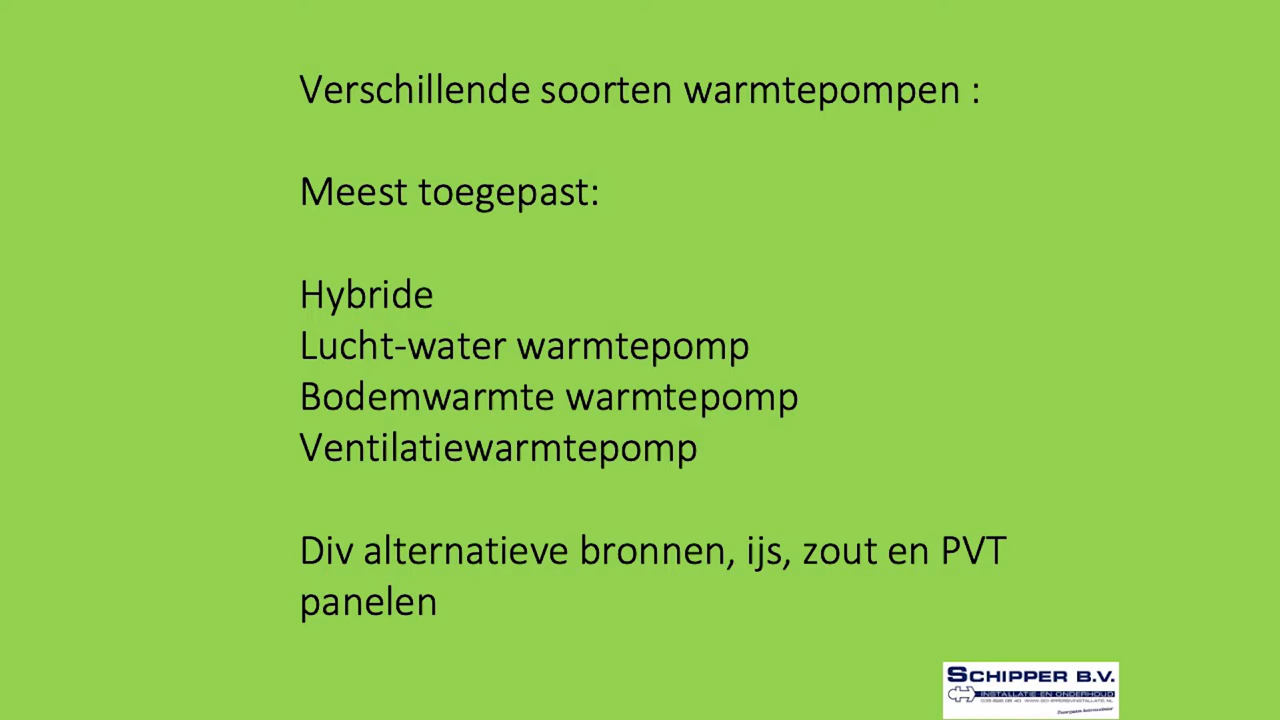 Verschillende soorten warmtepompen :
Meest toegepast:
Hybride
Lucht-water warmtepomp
Bodemwarmte warmtepomp
Ventilatiewarmtepomp
Div alternatieve bronnen, ijs, zout en PVT
panelen
SCHIPPER B.V.
INSTALLATIE EN ONDERHOUD